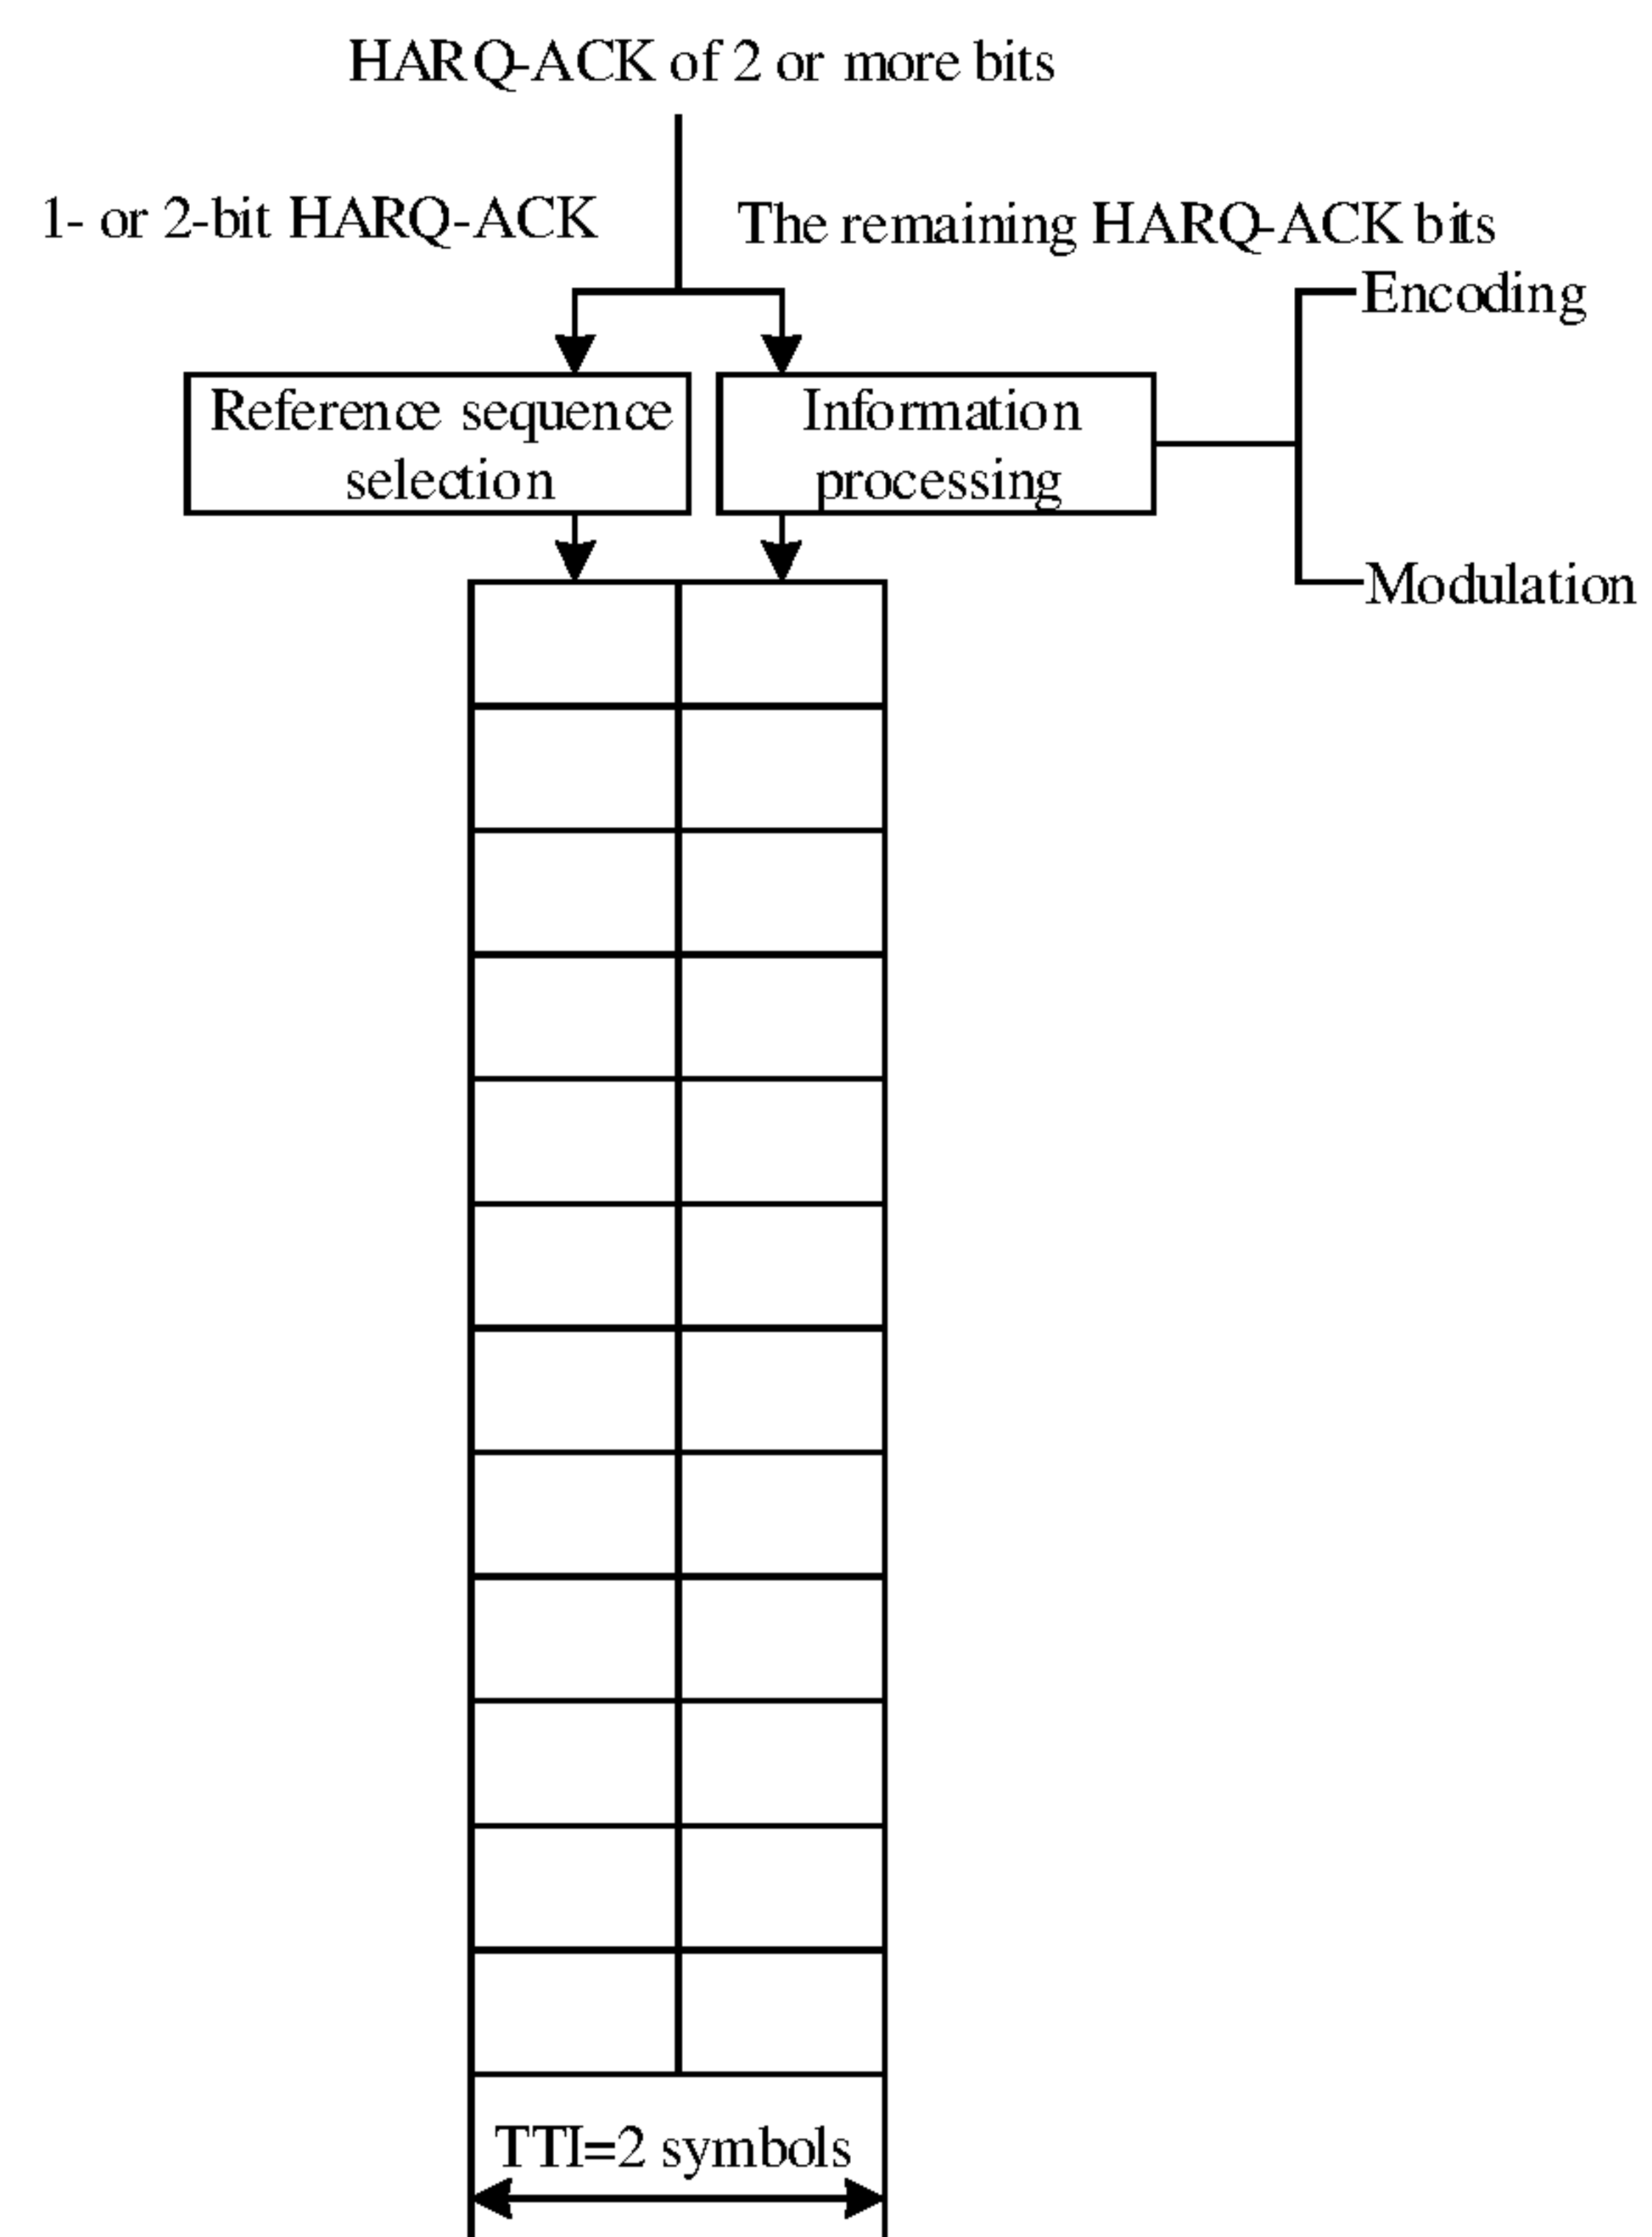 HARQ-ACK of 2 or more bits
1- or 2-bit HARQ-ACK
The remaining HARQ-ACK bits
Encoding
Reference sequence
selection
Information
processing
Modulation
TTI=2 symbols